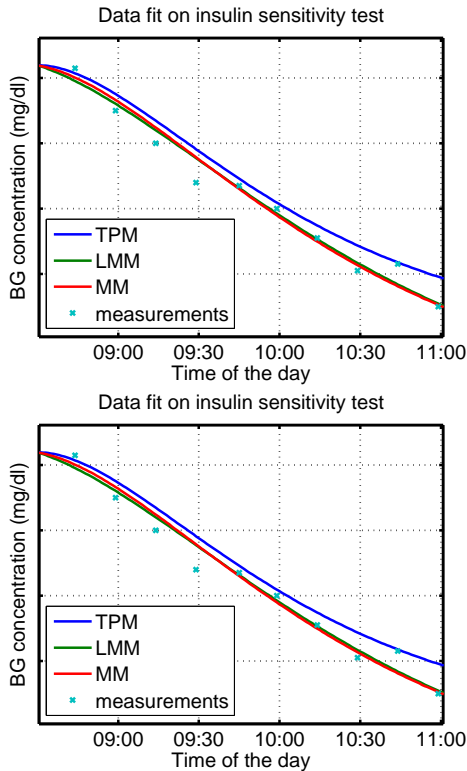 Data fit on insulin sensitivity test
BG concentration (mg/dl)
TPM
LMM
MM
measurements
09:00 09:30 10:00 10:30 11:00
Time of the day
Data fit on insulin sensitivity test
BG concentration (mg/dl)
TPM
LMM
MM
measurements
09:00 09:30 10:00 10:30 11:00
Time of the day